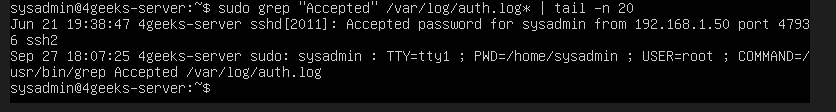 sysadmin@4geeks-server:~$ sudo grep "Accepted" /var/log/auth.log* | tail -n 20
Jun 21 19:38:47 4geeks-server sshd[2011]: Accepted password for sysadmin from 192.168.1.50 port 4793
6 ssh2
Sep 27 18:07:25 4geeks-server sudo: sysadmin : TTY=tty1 ; PWD=/home/sysadmin ; USER=root ; COMMAND=/
usr/bin/grep Accepted /var/log/auth.log
sysadmin@4geeks-server:~$